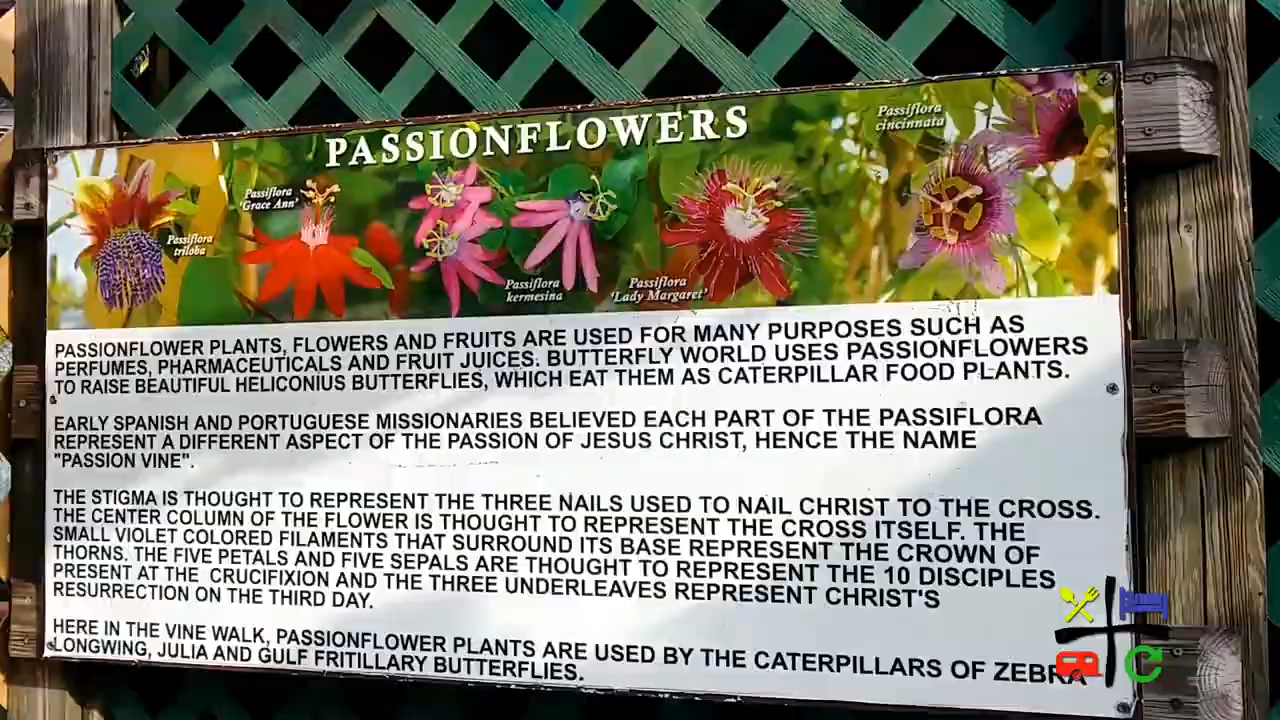 PASSIONFLOWERS
Passiflora
cincinnata
Passiflora
'Grace Ann'
Passiflora
triloba
Passiflora
kermesina
Passiflora
'Lady Margaret'
PASSIONFLOWER PLANTS, FLOWERS AND FRUITS ARE USED FOR MANY PURPOSES SUCH AS
PERFUMES, PHARMACEUTICALS AND FRUIT JUICES. BUTTERFLY WORLD USES PASSIONFLOWERS
TO RAISE BEAUTIFUL HELICONIUS BUTTERFLIES, WHICH EAT THEM AS CATERPILLAR FOOD PLANTS.
EARLY SPANISH AND PORTUGUESE MISSIONARIES BELIEVED EACH PART OF THE PASSIFLORA
REPRESENT A DIFFERENT ASPECT OF THE PASSION OF JESUS CHRIST, HENCE THE NAME
"PASSION VINE".
THE STIGMA IS THOUGHT TO REPRESENT THE THREE NAILS USED TO NAIL CHRIST TO THE CROSS.
THE CENTER COLUMN OF THE FLOWER IS THOUGHT TO REPRESENT THE CROSS ITSELF. THE
SMALL VIOLET COLORED FILAMENTS THAT SURROUND ITS BASE REPRESENT THE CROWN OF
THORNS. THE FIVE PETALS AND FIVE SEPALS ARE THOUGHT TO REPRESENT THE 10 DISCIPLES
PRESENT AT THE CRUCIFIXION AND THE THREE UNDERLEAVES REPRESENT CHRIST'S
RESURRECTION ON THE THIRD DAY.
HERE IN THE VINE WALK, PASSIONFLOWER PLANTS ARE USED BY THE CATERPILLARS OF ZEBRA
LONGWING, JULIA AND GULF FRITILLARY BUTTERFLIES.